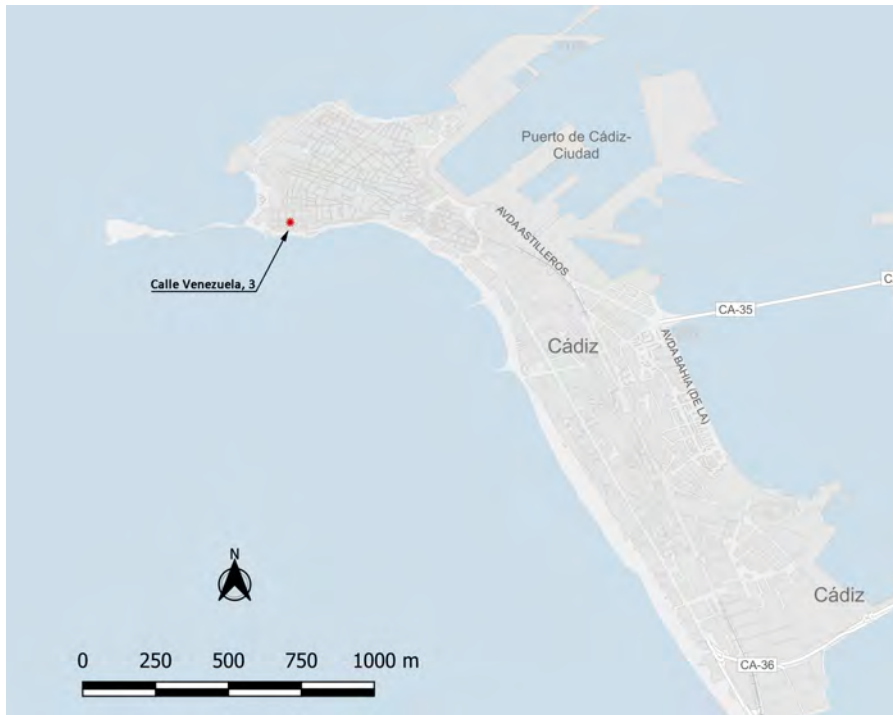 Puerto de Cádiz-
Ciudad
AVDA ASTILLEROS
Calle Venezuela, 3
CA-35
C
Cádiz
AVDA BAHIA (DE LA)
N
Cádiz
0 250 500 750 1000 m
CA-36